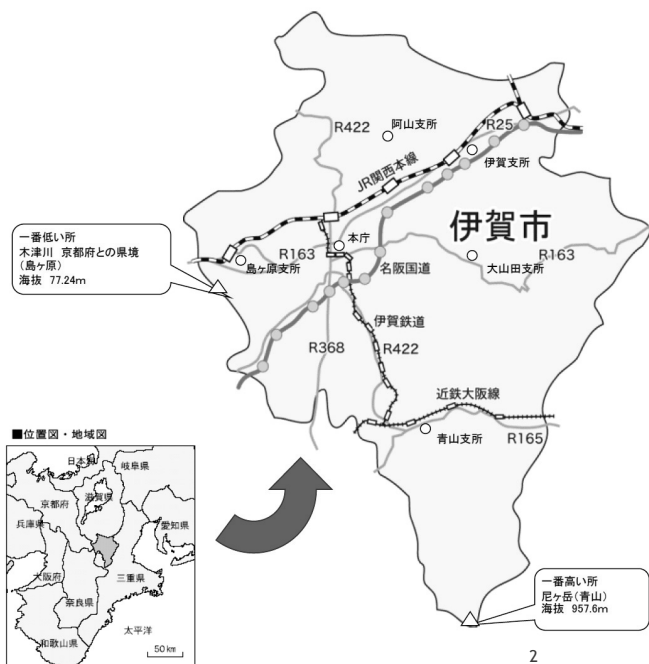 R422
阿山支所
R25
伊賀支所
JR関西本線
伊賀市
一番低い所
木津川 京都府との県境
(島ヶ原)
海抜 77.24m
本庁
R163
島ヶ原支所
名阪国道
大山田支所
R163
伊賀鉄道
R368
R422
近鉄大阪線
青山支所
R165
■位置図・地域図
日本海
岐阜県
滋賀県
京都府
兵庫県
愛知県
大阪府
三重県
奈良県
太平洋
和歌山県
50km
一番高い所
尼ヶ岳(青山)
海抜 957.6m
2